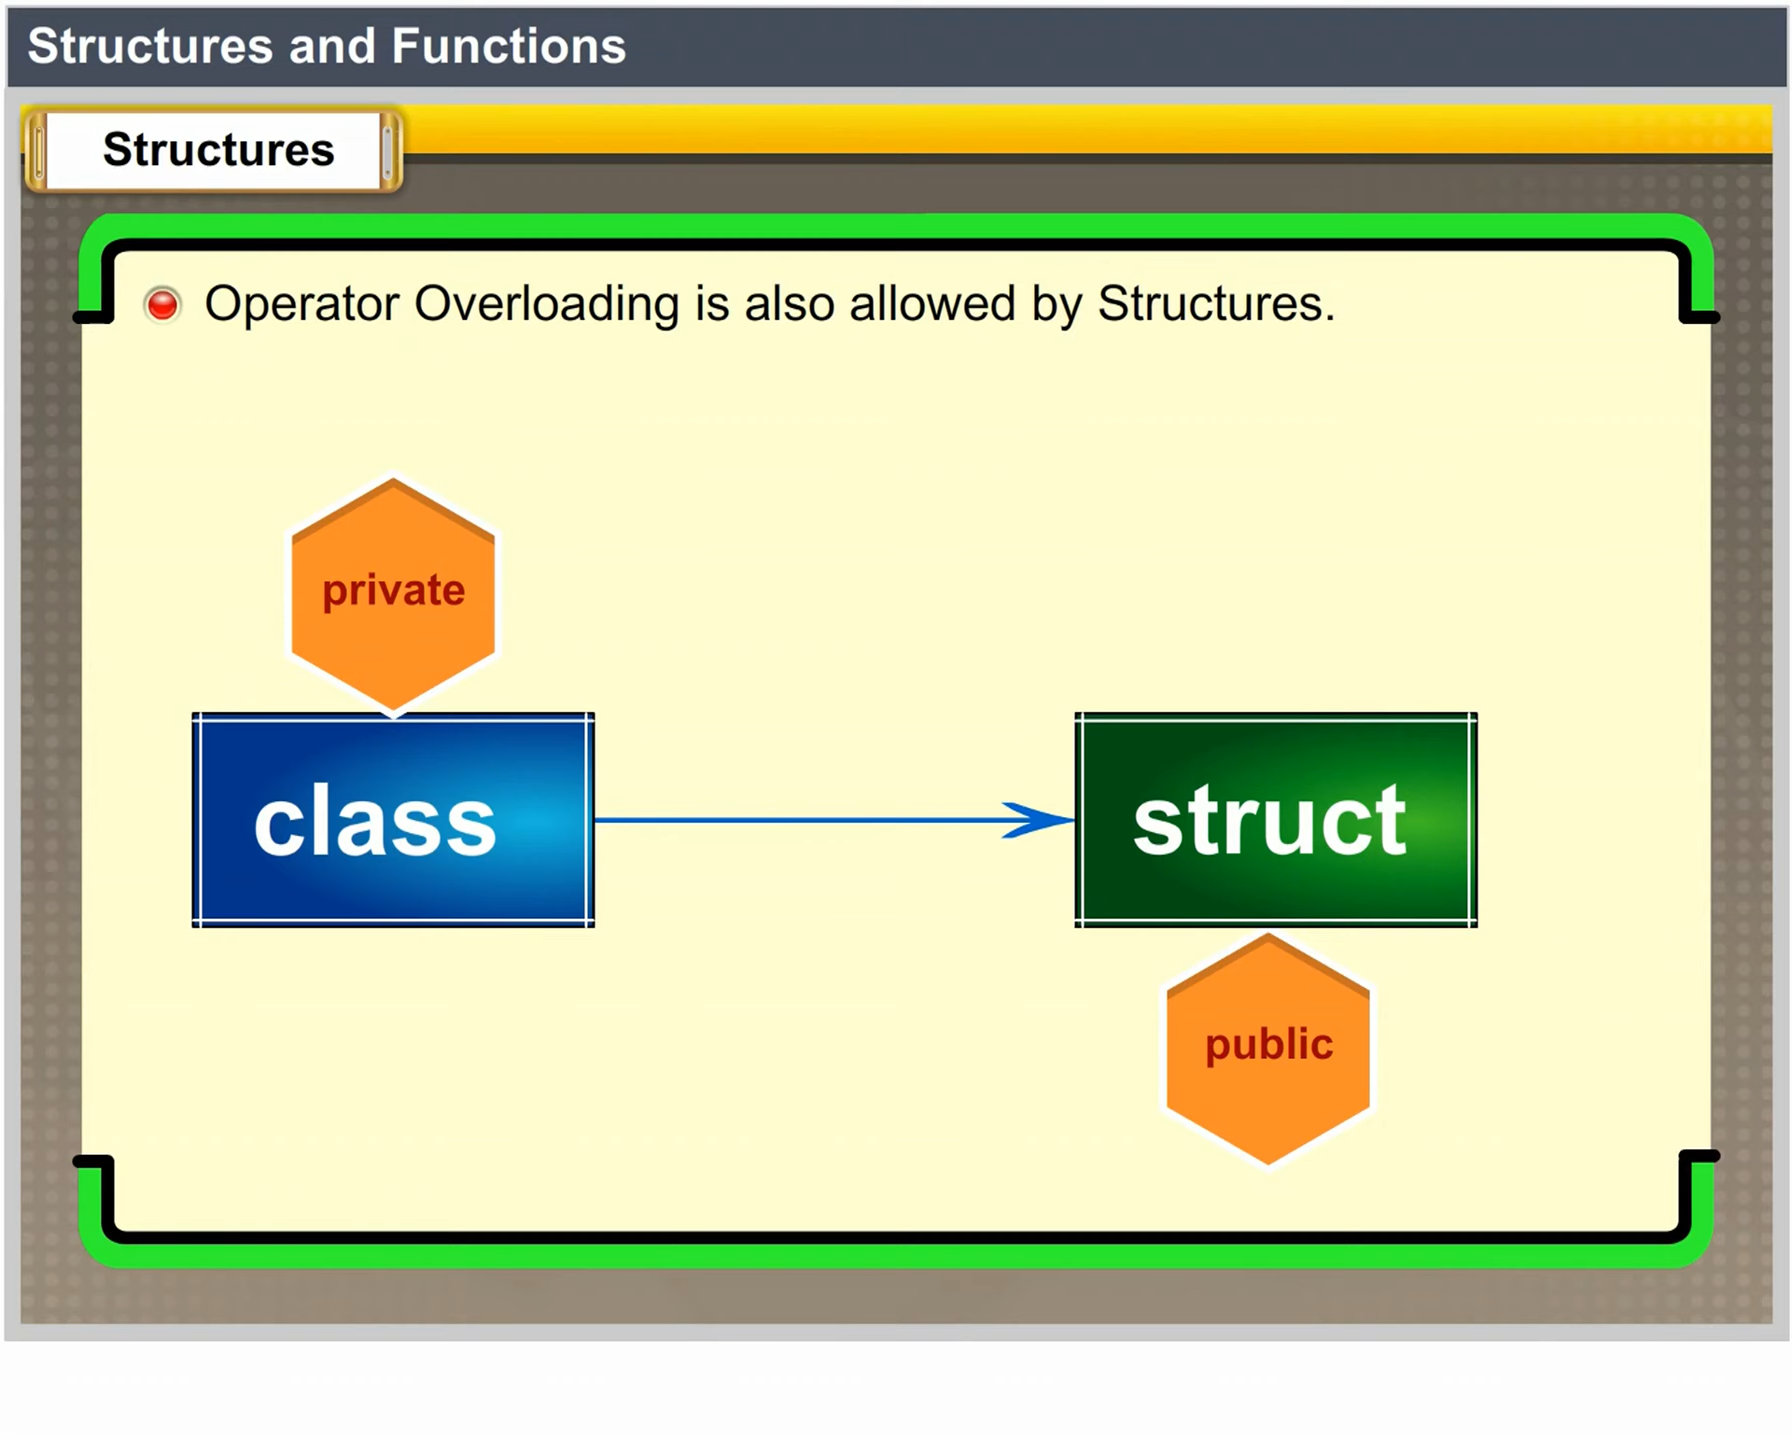 Structures and Functions
Structures
Operator Overloading is also allowed by Structures.
private
class
struct
public